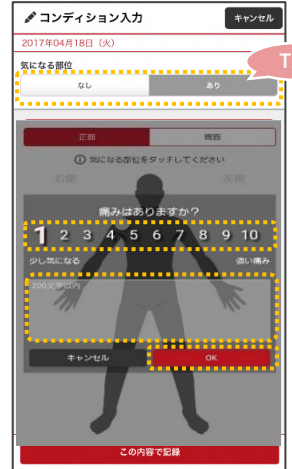 コンディション入力
キャンセル
2017年04月18日（火）
気になる部位
T
なし
あり
正面
背面
ⓘ 気になる部位をタッチしてください
右側
左側
痛みはありますか？
1 2 3 4 5 6 7 8 9 10
少し気になる
強い痛み
200文字以内
キャンセル
OK
この内容で記録